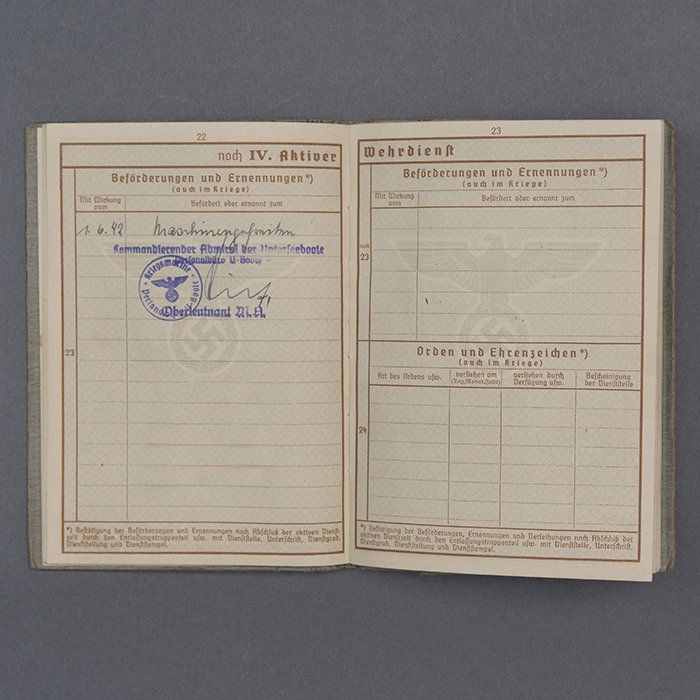 22
noch IV. Aktiver
Beförderungen und Ernennungen*)
(auch im Kriege)
Mit Wirkung vom
Befördert oder ernannt zum
1. 6. 42 Maschinengefreiten
Kommandierender Admiral der Unterseeboote
Personalbüro U-Boote
Kriegsmarine
Oberleutnant M.A.
23
*) Bestätigung der Beförderungen und Ernennungen nach Abschluß der aktiven Dienst-
zeit durch den Entlassungstruppenteil usw. mit Dienststelle, Unterschrift, Dienstgrad,
Dienststellung und Dienststempel.
23
Wehrdienst
Beförderungen und Ernennungen*)
(auch im Kriege)
Mit Wirkung vom
Befördert oder ernannt zum
noch
23
Orden und Ehrenzeichen*)
(auch im Kriege)
Art des Ordens usw.
verliehen am
(Tag, Monat, Jahr)
verliehen durch
Verfügung usw.
Bescheinigung
der Dienststelle
24
*) Bestätigung der Beförderungen, Ernennungen und Verleihungen nach Abschluß der
aktiven Dienstzeit durch den Entlassungstruppenteil usw. mit Dienststelle, Unterschrift,
Dienstgrad, Dienststellung und Dienststempel.